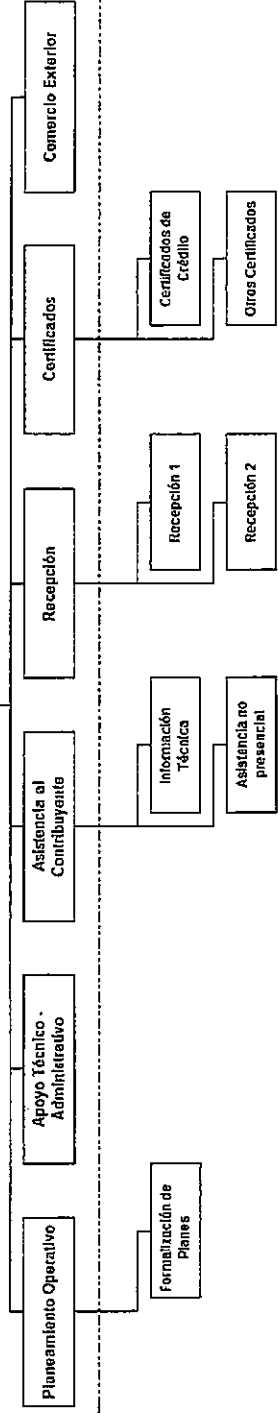 Planeamiento Operativo
Apoyo Técnico -
Administrativo
Asistencia al
Contribuyente
Recepción
Certificados
Comercio Exterior
Formalización de
Planes
Información
Técnica
Asistencia no
presencial
Recepción 1
Recepción 2
Certificados de
Crédito
Otros Certificados